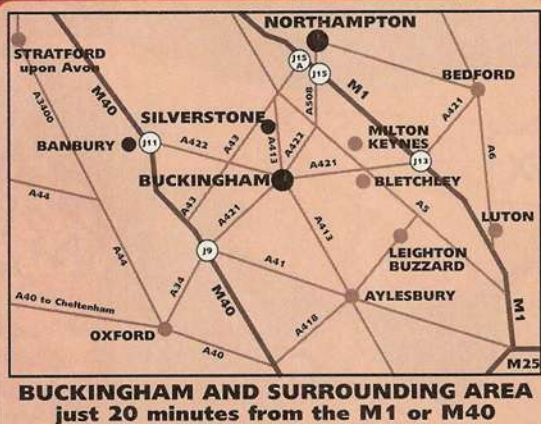 NORTHAMPTON
STRATFORD
upon Avon
J15
A
J15
M40
M1
BEDFORD
A3400
A508
A421
SILVERSTONE
A43
A413
A422
MILTON
KEYNES
BANBURY
J11
A422
A6
J13
A421
BUCKINGHAM
BLETCHLEY
A44
A43
A421
A5
LUTON
A413
A44
J9
LEIGHTON
BUZZARD
A41
A34
M40
AYLESBURY
A40 to Cheltenham
M1
OXFORD
A418
A40
M25
BUCKINGHAM AND SURROUNDING AREA
just 20 minutes from the M1 or M40